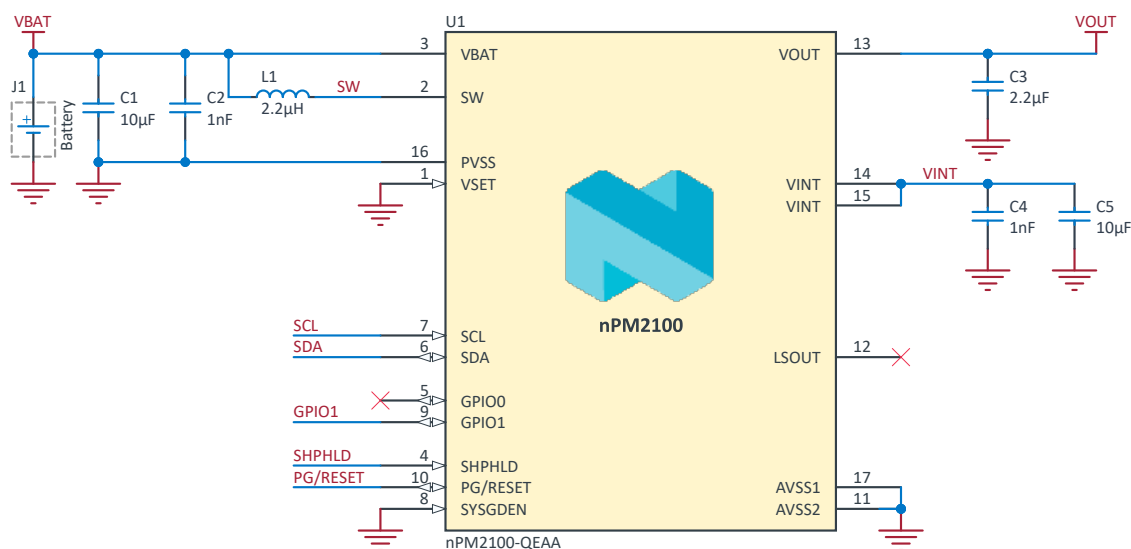 VBAT
U1
VOUT
3
VBAT
VOUT
13
J1
+
Battery
C1
10µF
C2
1nF
L1
2.2µH
SW
2
SW
C3
2.2µF
16
PVSS
1
VSET
VINT
14
VINT
VINT
15
C4
1nF
C5
10µF
nPM2100
SCL
7
SCL
SDA
6
SDA
LSOUT
12
5
GPIO0
GPIO1
9
GPIO1
SHPHLD
4
SHPHLD
PG/RESET
10
PG/RESET
AVSS1
17
8
SYSGDEN
AVSS2
11
nPM2100-QEAA